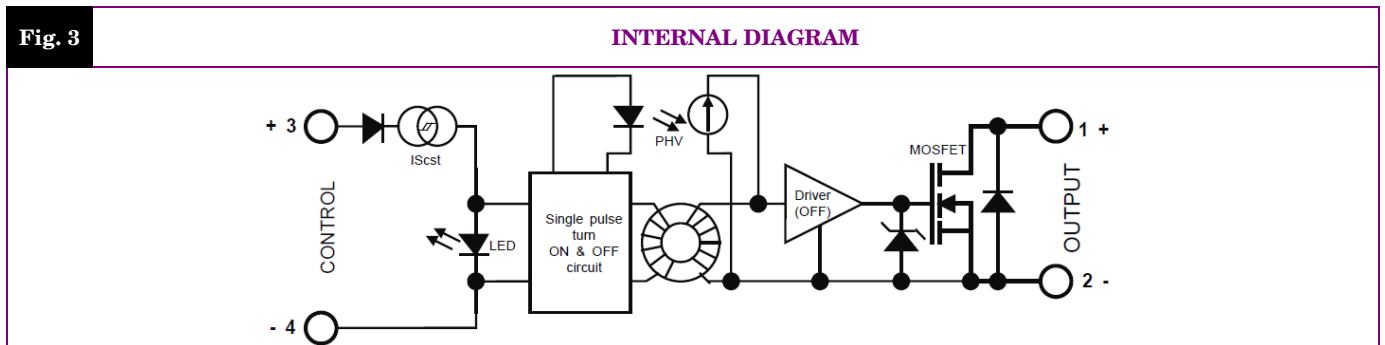 Fig. 3
INTERNAL DIAGRAM
+ 3
IScst
CONTROL
LED
- 4
PHV
Single pulse
turn
ON & OFF
circuit
Driver
(OFF)
MOSFET
1 +
OUTPUT
2 -